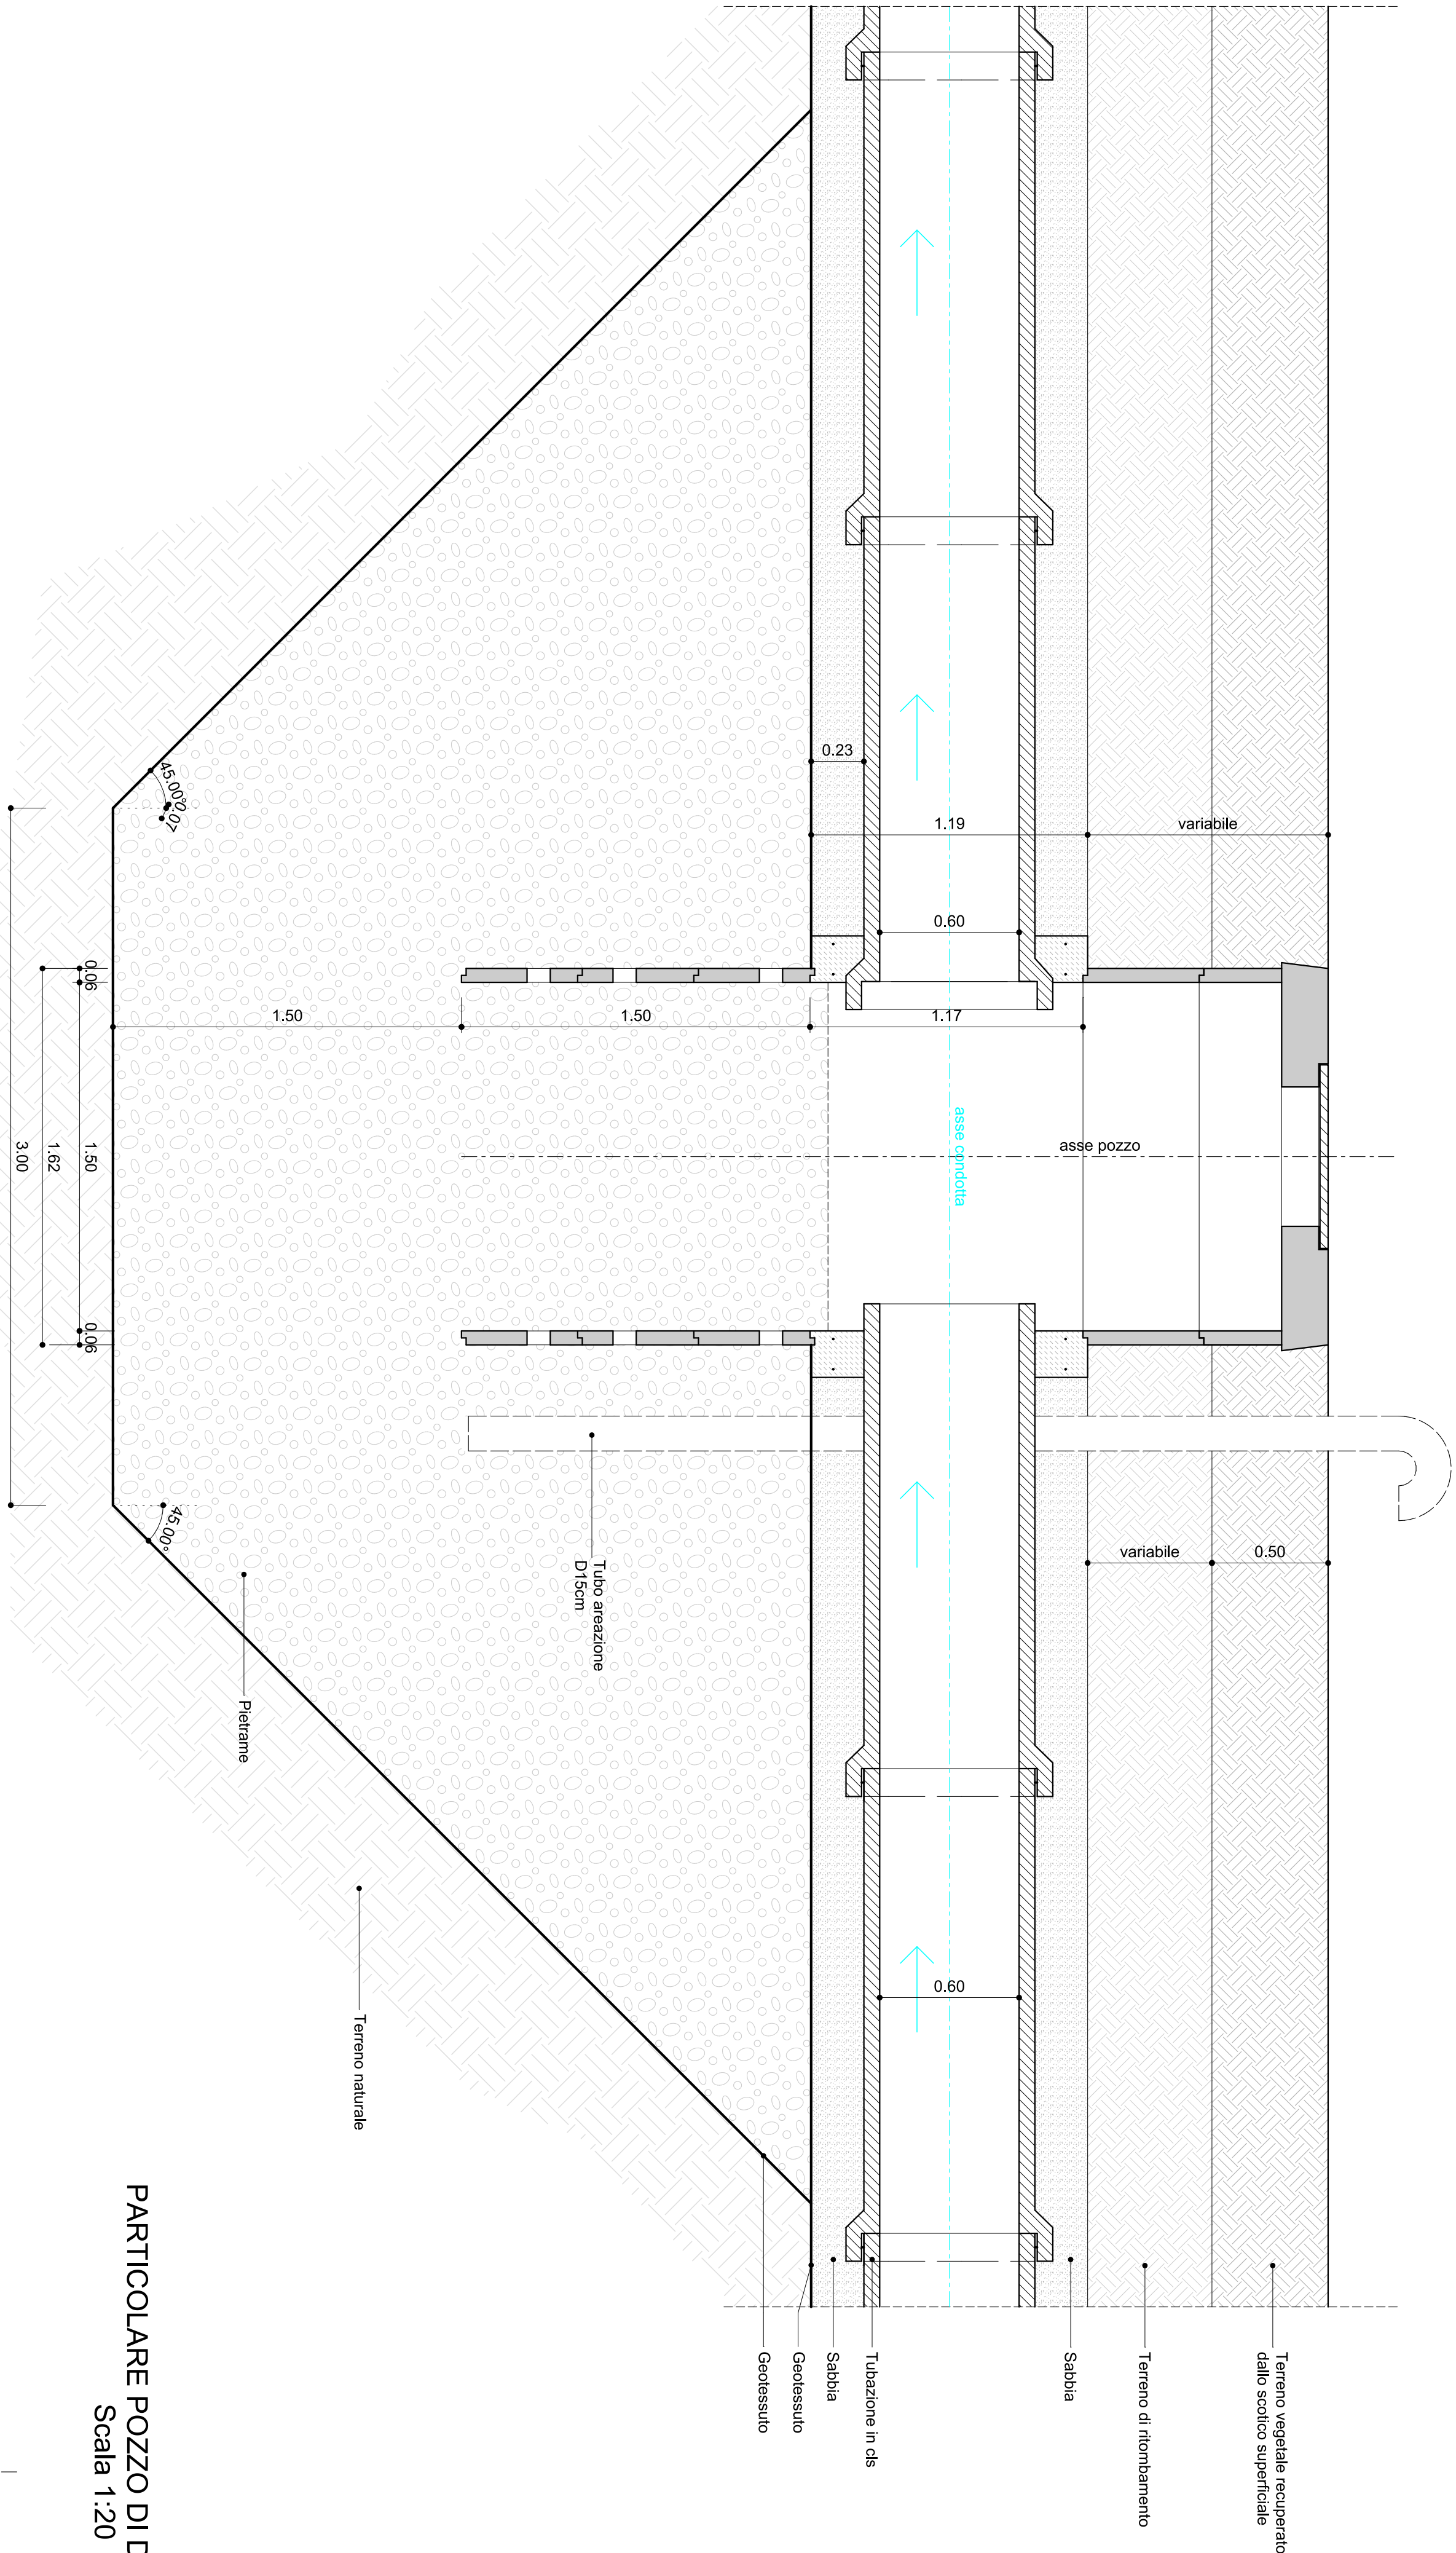 0.23
1.19
variabile
0.60
45.00°
0.07
0.06
1.50
1.50
1.17
1.50
1.62
3.00
0.06
asse condotta
asse pozzo
45.00°
variabile
0.50
Tubo areazione
D15cm
Pietrame
Terreno naturale
0.60
Terreno vegetale recuperato
dallo scotico superficiale
Terreno di ritombamento
Sabbia
Tubazione in cls
Sabbia
Geotessuto
Geotessuto
PARTICOLARE POZZO DI
Scala 1:20